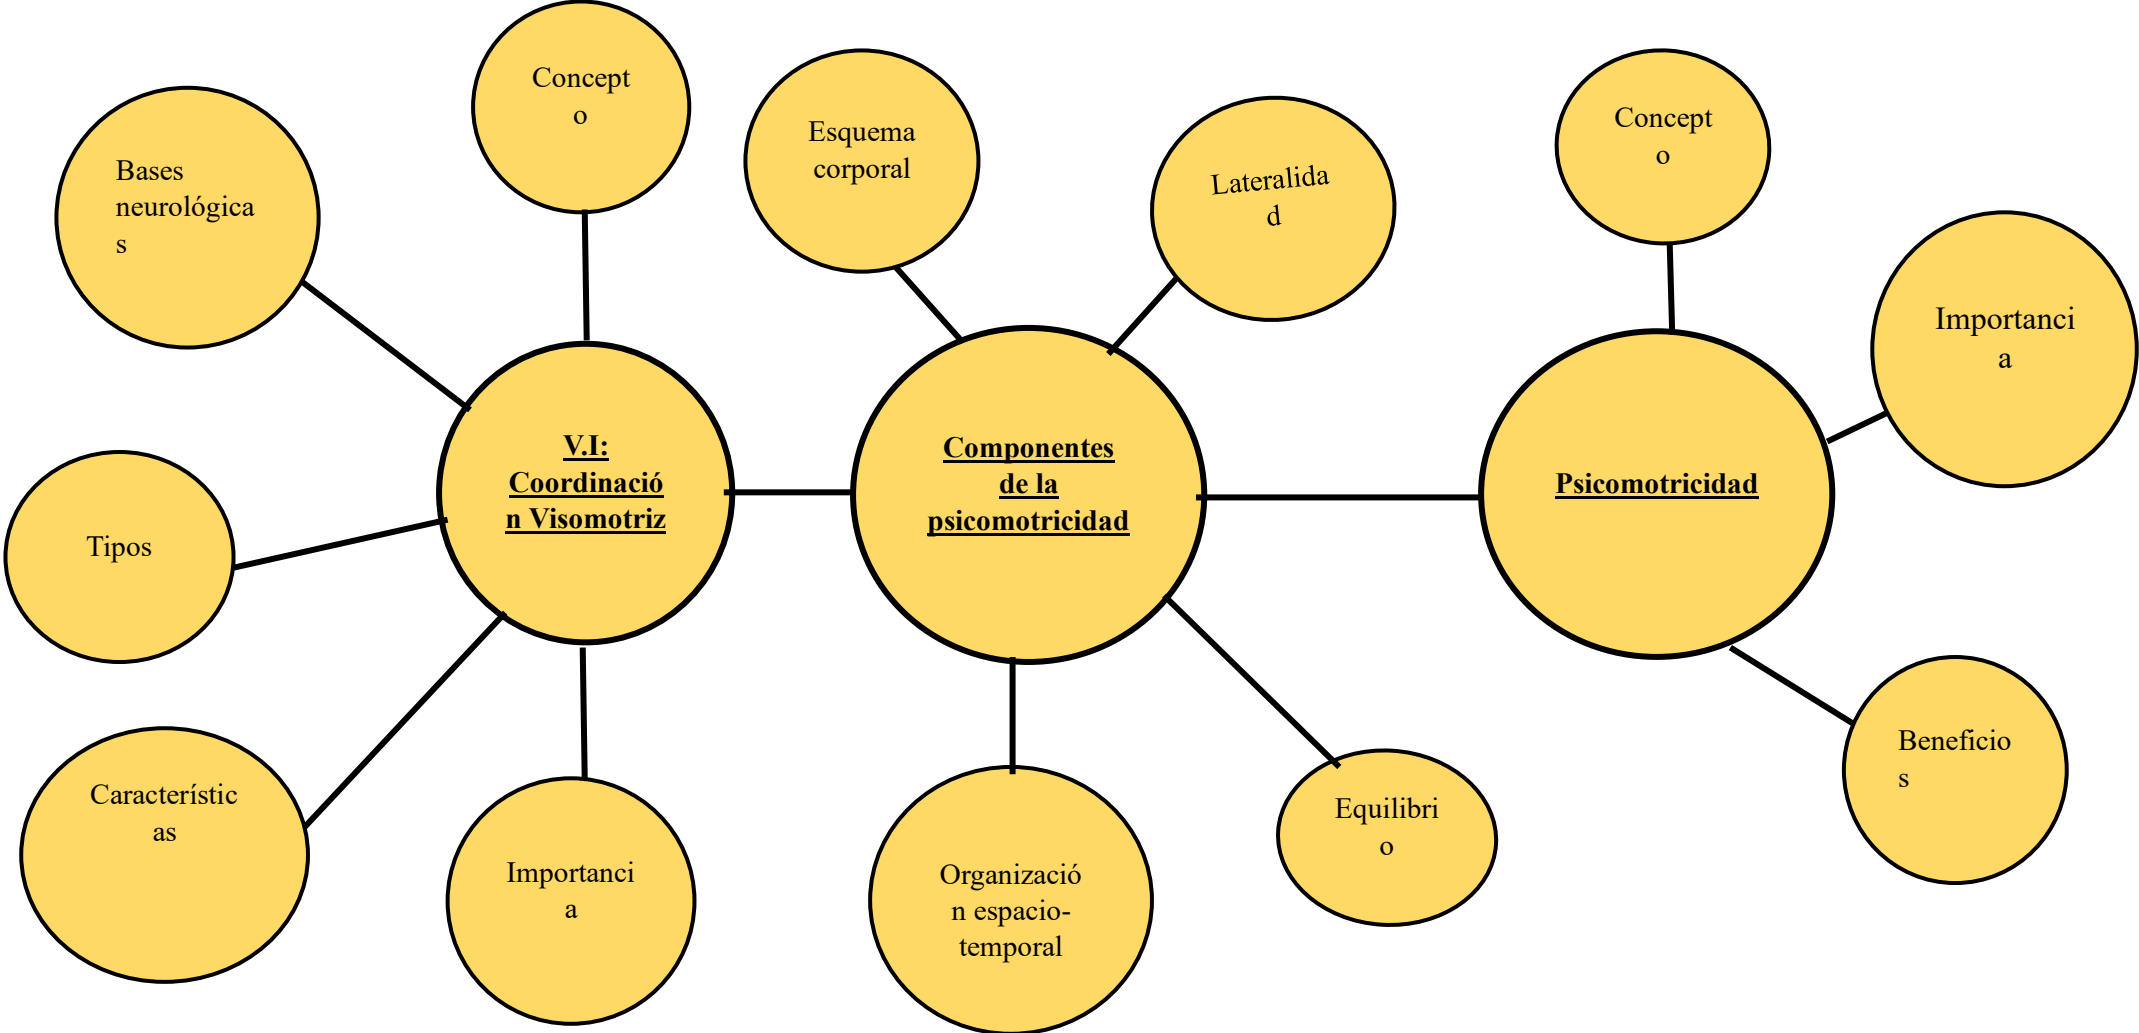 Concept
o
Bases
neurológica
s
Esquema
corporal
Lateralida
d
Concept
o
Importanci
a
V.I:
Coordinació
n Visomotriz
Componentes
de la
psicomotricidad
Psicomotricidad
Tipos
Característic
as
Importanci
a
Organizació
n espacio-
temporal
Equilibri
o
Beneficio
s